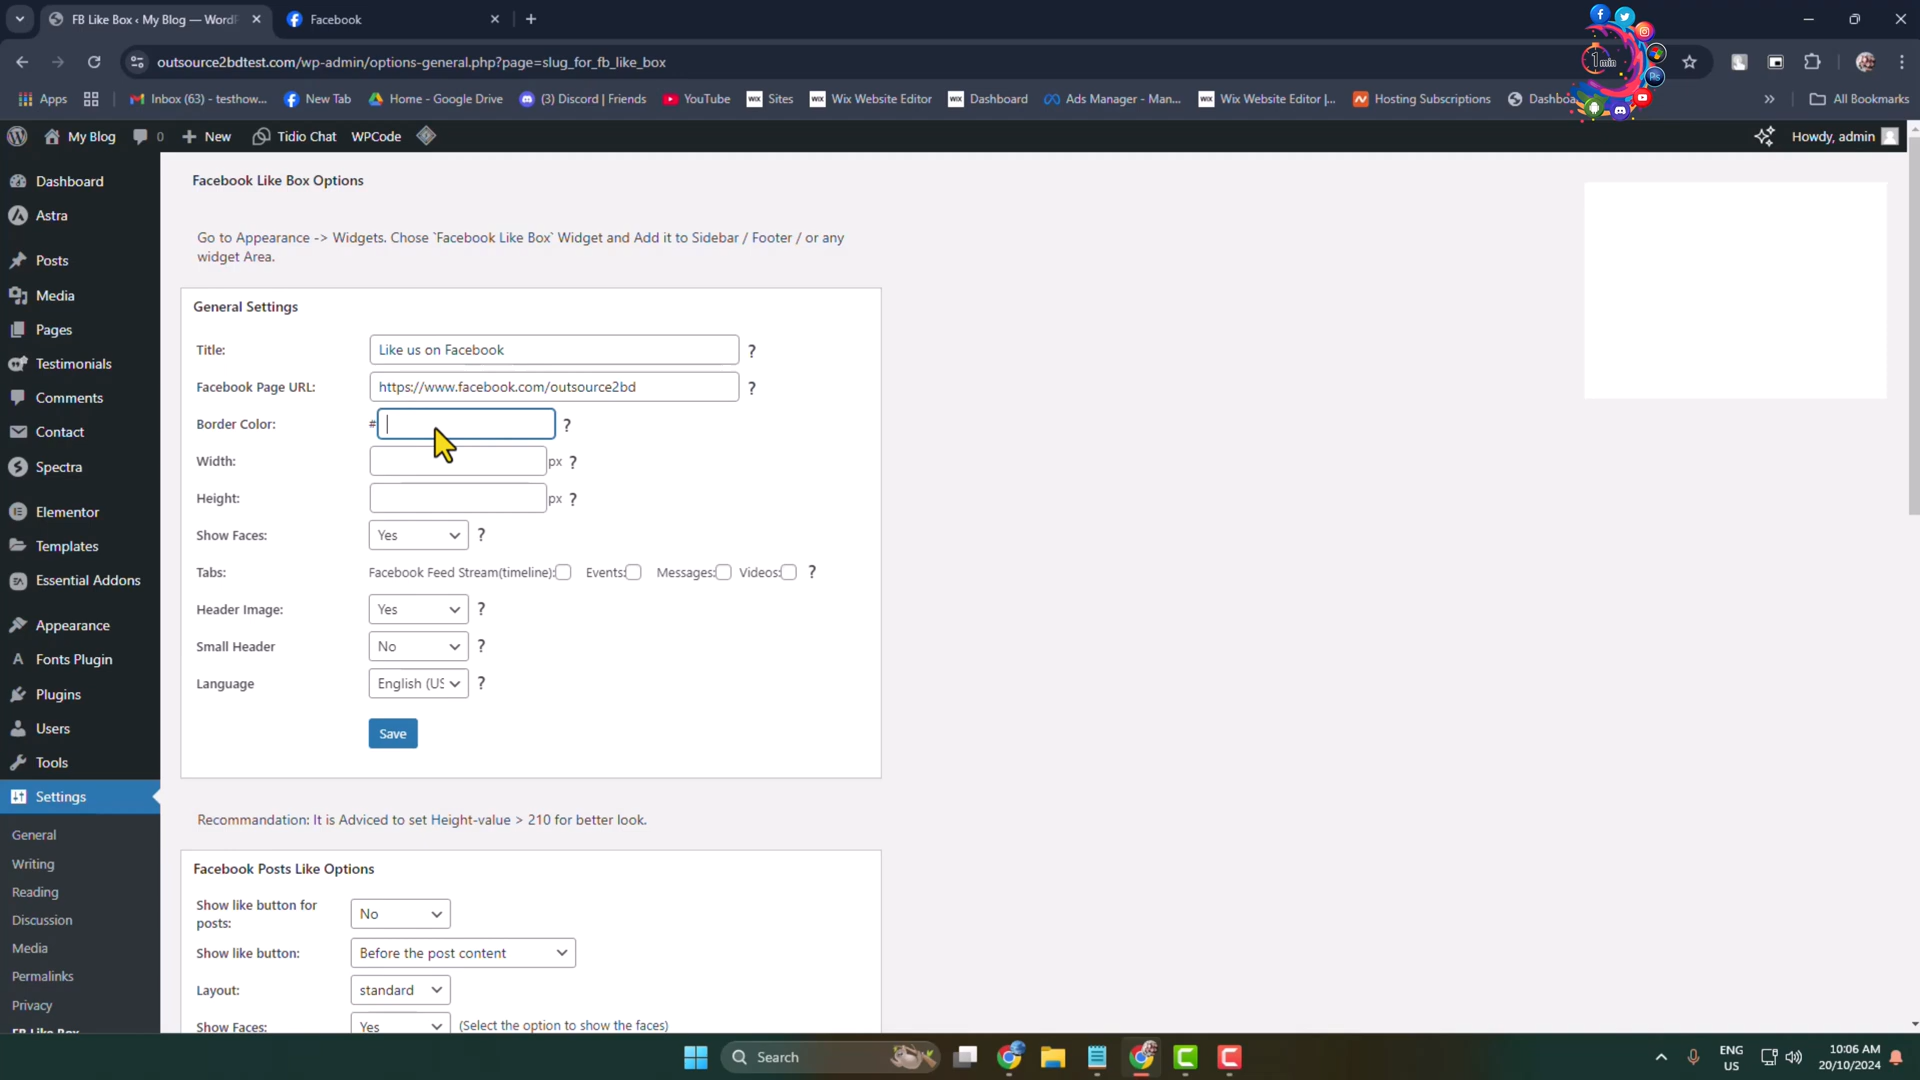 FB Like Box ‹ My Blog — WordP
Facebook
outsource2bdtest.com/wp-admin/options-general.php?page=slug_for_fb_like_box
1 min
Ps
Apps
Inbox (63) - testhow...
New Tab
Home - Google Drive
(3) Discord | Friends
YouTube
WIX Sites
WIX Wix Website Editor
WIX Dashboard
Ads Manager - Man...
WIX Wix Website Editor |...
Hosting Subscriptions
Dashboa
All Bookmarks
My Blog
0
New
Tidio Chat
WPCode
Howdy, admin
Dashboard
Astra
Posts
Media
Pages
Testimonials
Comments
Contact
Spectra
Elementor
Templates
Essential Addons
Appearance
Fonts Plugin
Plugins
Users
Tools
Settings
General
Writing
Reading
Discussion
Media
Permalinks
Privacy
FB Like Box
Facebook Like Box Options
Go to Appearance -> Widgets. Chose `Facebook Like Box` Widget and Add it to Sidebar / Footer / or any
widget Area.
General Settings
Title: Like us on Facebook ?
Facebook Page URL: https://www.facebook.com/outsource2bd ?
Border Color: # ?
Width: px ?
Height: px ?
Show Faces: Yes ?
Tabs: Facebook Feed Stream(timeline): Events: Messages: Videos: ?
Header Image: Yes ?
Small Header No ?
Language English (US ?
Save
Recommandation: It is Adviced to set Height-value > 210 for better look.
Facebook Posts Like Options
Show like button for
posts: No
Show like button: Before the post content
Layout: standard
Show Faces: Yes (Select the option to show the faces)
Search
ENG
US
10:06 AM
20/10/2024